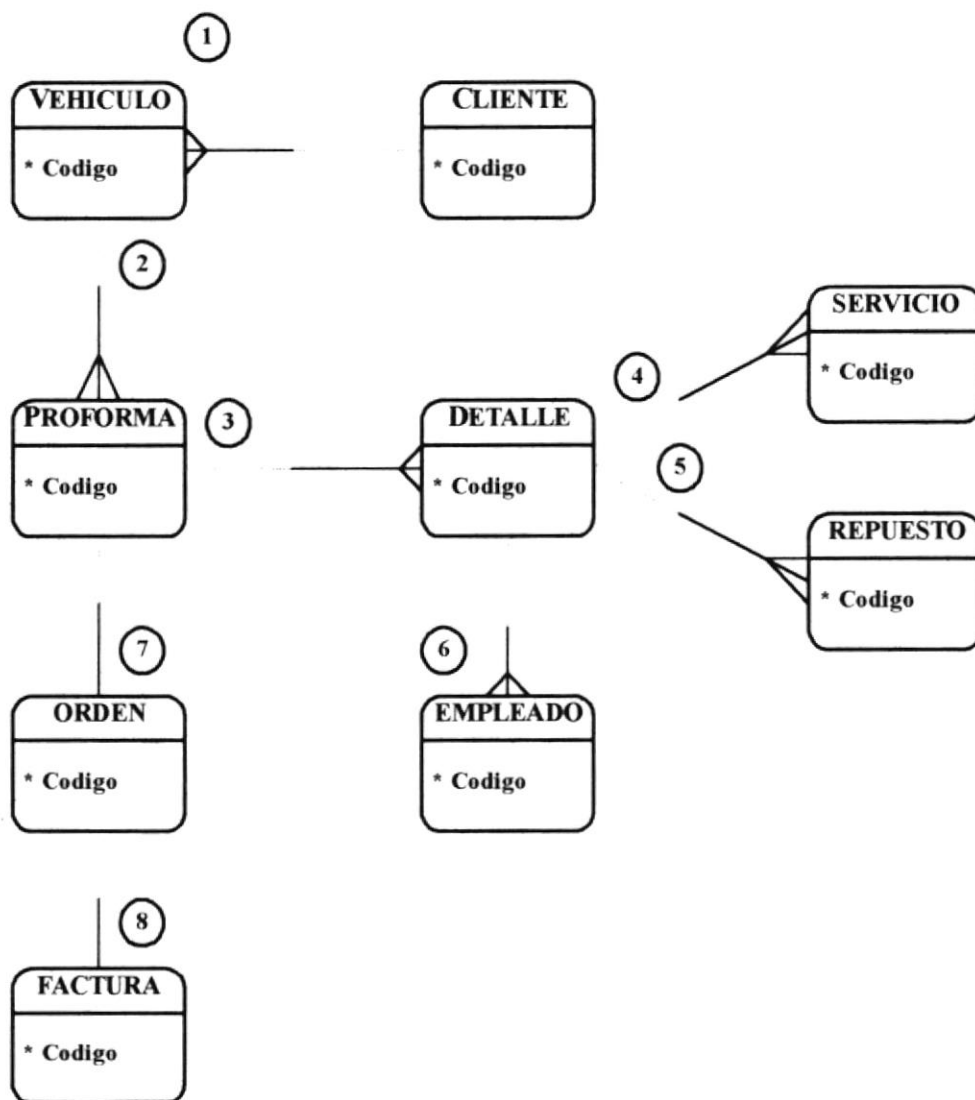 1
VEHICULO
* Codigo
CLIENTE
* Codigo
2
PROFORMA
* Codigo
3
DETALLE
* Codigo
4
SERVICIO
* Codigo
5
REPUESTO
* Codigo
7
ORDEN
* Codigo
6
EMPLEADO
* Codigo
8
FACTURA
* Codigo